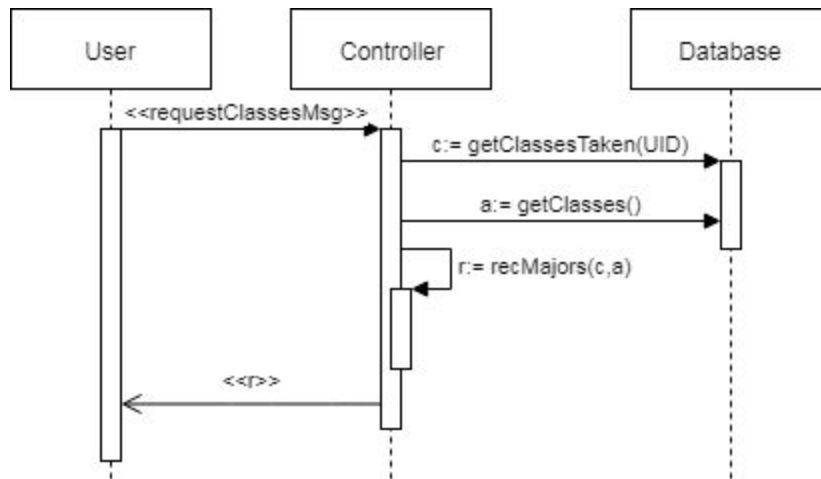 User
Controller
Database
<<requestClassesMsg>>
c:= getClassesTaken(UID)
a:= getClasses()
r:= recMajors(c,a)
<<r>>